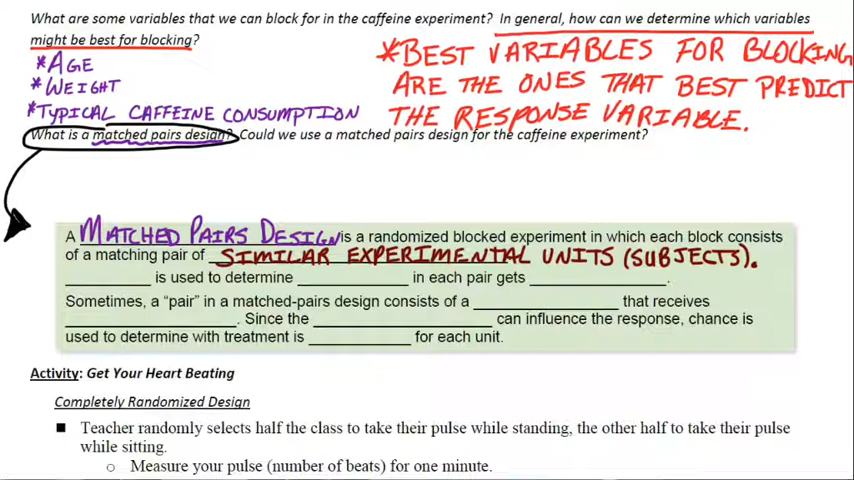 What are some variables that we can block for in the caffeine experiment? In general, how can we determine which variables
might be best for blocking?
*AGE
*WEIGHT
*TYPICAL CAFFEINE CONSUMPTION
*BEST VARIABLES FOR BLOCKING
ARE THE ONES THAT BEST PREDICT
THE RESPONSE VARIABLE.
What is a matched pairs design? Could we use a matched pairs design for the caffeine experiment?
A MATCHED PAIRS DESIGN is a randomized blocked experiment in which each block consists
of a matching pair of SIMILAR EXPERIMENTAL UNITS (SUBJECTS).
__________ is used to determine _____________ in each pair gets ________________.
Sometimes, a “pair” in a matched-pairs design consists of a _________________ that receives
____________________. Since the _____________________ can influence the response, chance is
used to determine with treatment is ____________ for each unit.
Activity: Get Your Heart Beating
Completely Randomized Design
■ Teacher randomly selects half the class to take their pulse while standing, the other half to take their pulse
while sitting.
o Measure your pulse (number of beats) for one minute.